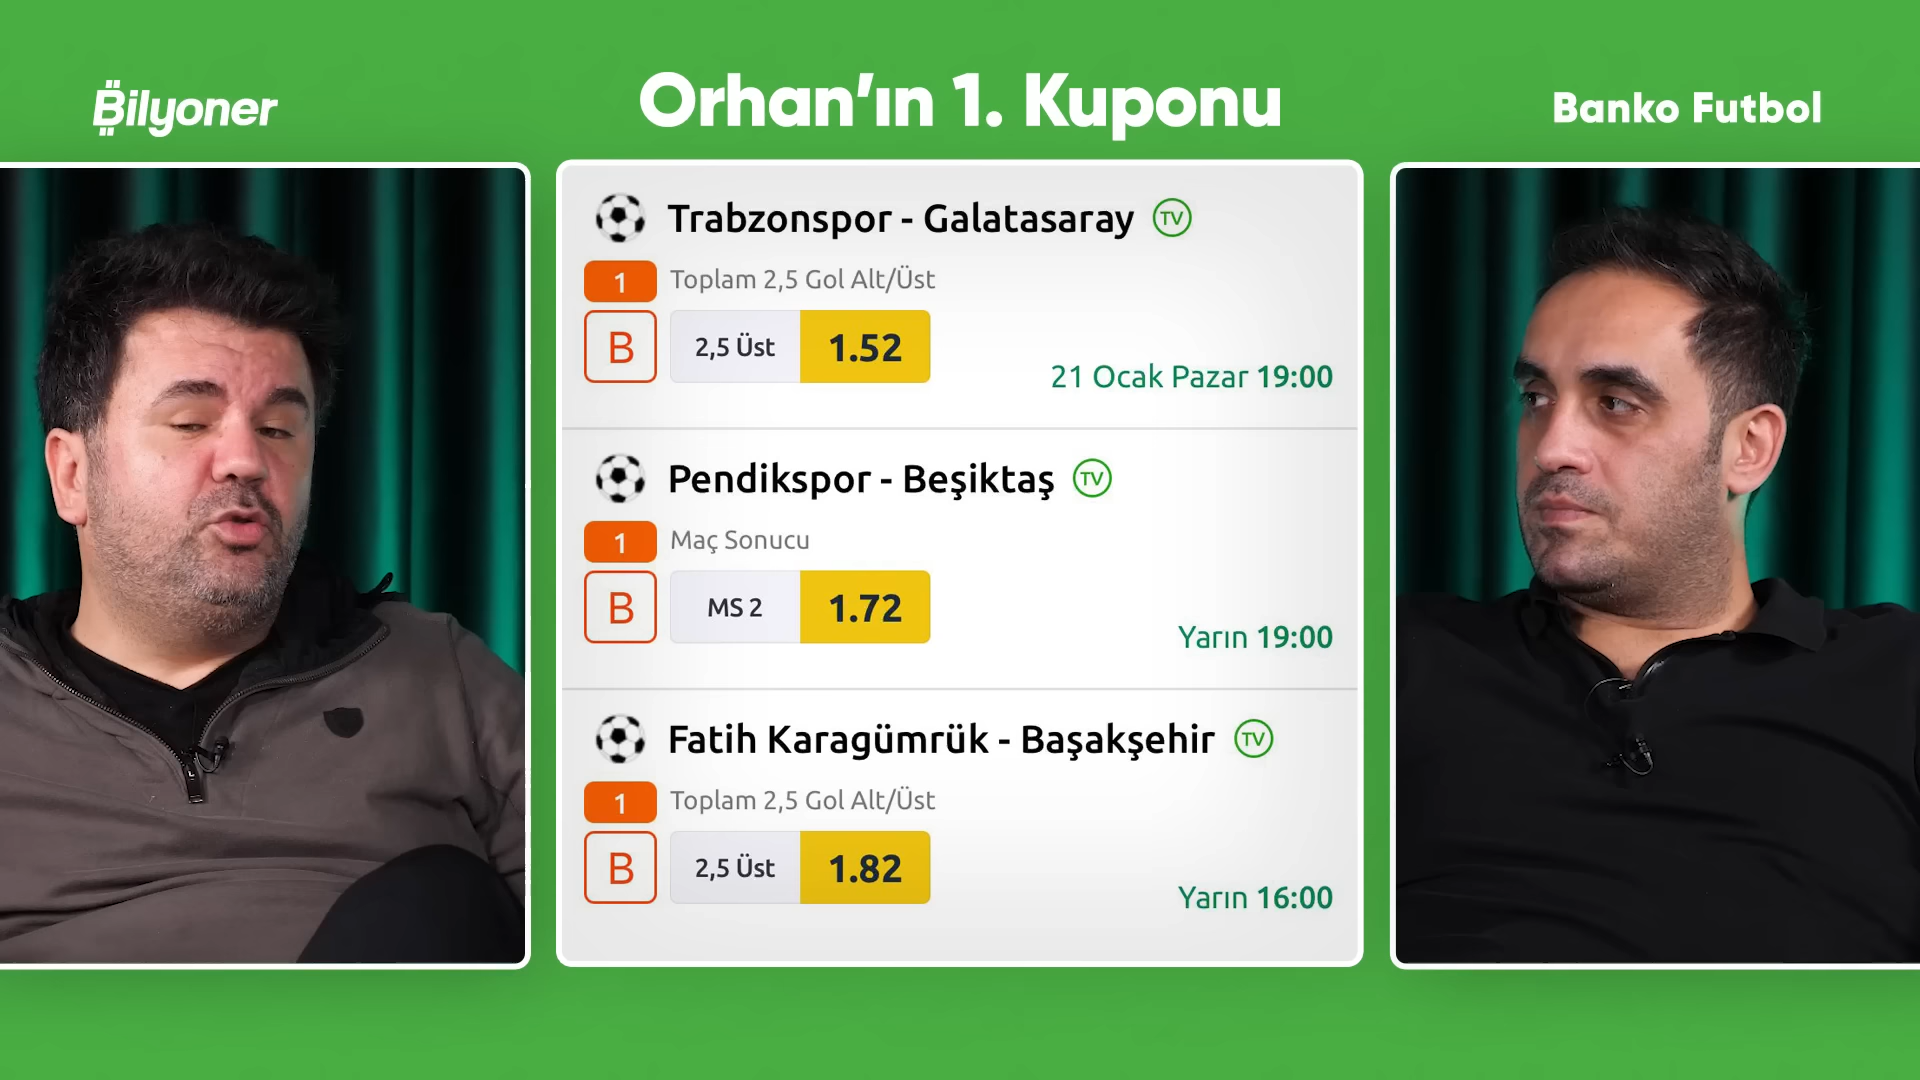 Bilyoner
Orhan’ın 1. Kuponu
Banko Futbol
Trabzonspor - Galatasaray TV
1 Toplam 2,5 Gol Alt/Üst
B 2,5 Üst 1.52
21 Ocak Pazar 19:00
Pendikspor - Beşiktaş TV
1 Maç Sonucu
B MS 2 1.72
Yarın 19:00
Fatih Karagümrük - Başakşehir TV
1 Toplam 2,5 Gol Alt/Üst
B 2,5 Üst 1.82
Yarın 16:00